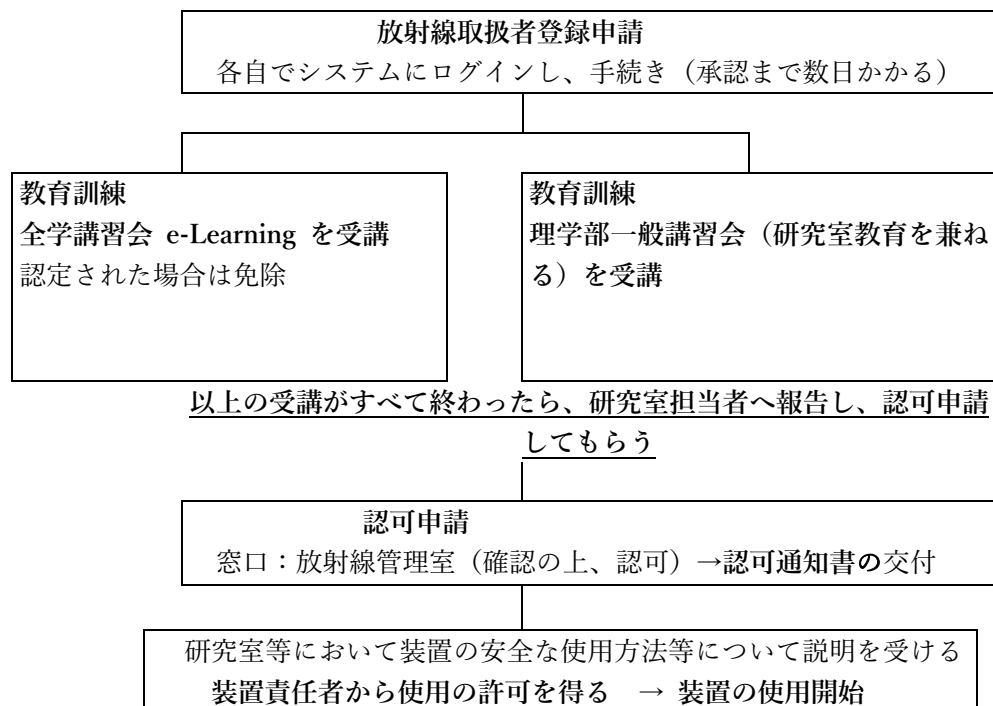 放射線取扱者登録申請
各自でシステムにログインし、手続き（承認まで数日かかる）
教育訓練
全学講習会 e-Learning を受講
認定された場合は免除
教育訓練
理学部一般講習会（研究室教育を兼ね
る）を受講
以上の受講がすべて終わったら、研究室担当者へ報告し、認可申請
してもらう
認可申請
窓口：放射線管理室（確認の上、認可）→認可通知書の交付
研究室等において装置の安全な使用方法等について説明を受ける
装置責任者から使用の許可を得る → 装置の使用開始